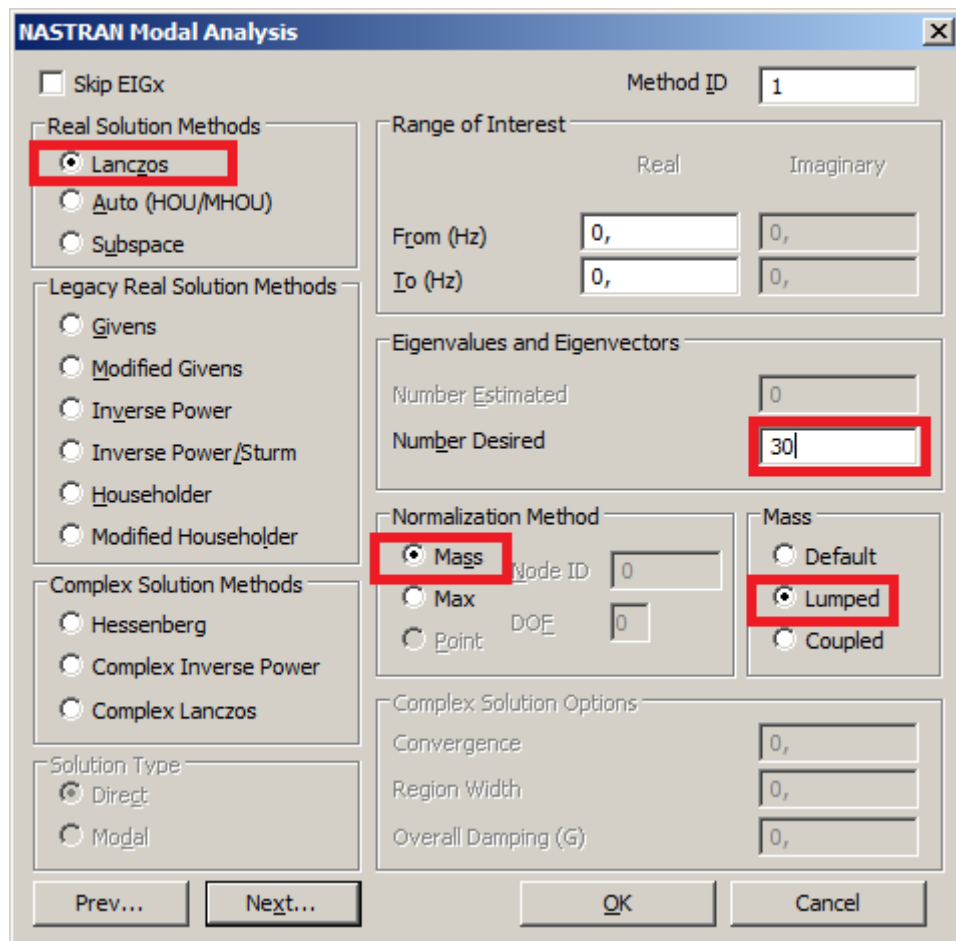 NASTRAN Modal Analysis
Skip EIGx
Method ID 1
Real Solution Methods
Lanczos
Auto (HOU/MHOU)
Subspace
Legacy Real Solution Methods
Givens
Modified Givens
Inverse Power
Inverse Power/Sturm
Householder
Modified Householder
Complex Solution Methods
Hessenberg
Complex Inverse Power
Complex Lanczos
Solution Type
Direct
Modal
Range of Interest
Real Imaginary
From (Hz) 0, 0,
To (Hz) 0, 0,
Eigenvalues and Eigenvectors
Number Estimated 0
Number Desired 30
Normalization Method
Mass
Node ID 0
Max
DOF 0
Point
Mass
Default
Lumped
Coupled
Complex Solution Options
Convergence 0,
Region Width 0,
Overall Damping (G) 0,
Prev... Next... OK Cancel